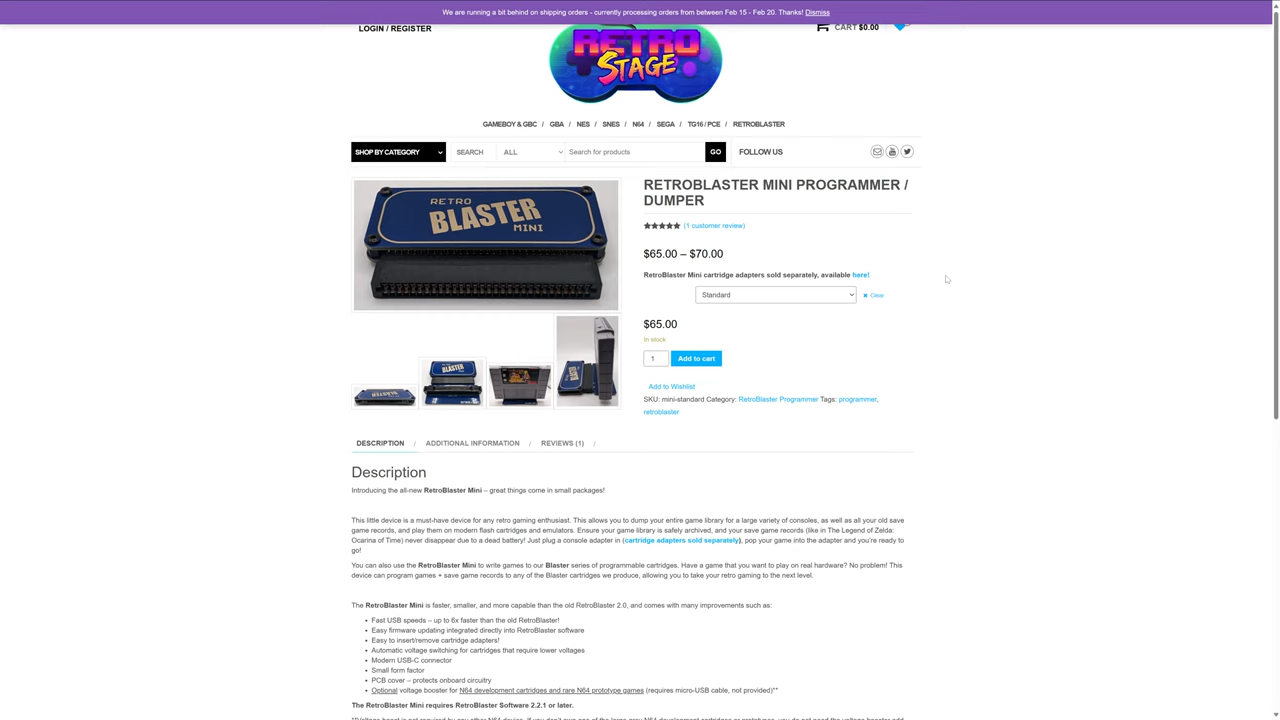 We are running a bit behind on shipping orders - currently processing orders from between Feb 15 - Feb 20. Thanks! Dismiss
LOGIN / REGISTER
CART $0.00
RETRO
STAGE
GAMEBOY & GBC / GBA / NES / SNES / N64 / SEGA / TG16 / PCE / RETROBLASTER
SHOP BY CATEGORY SEARCH ALL Search for products GO FOLLOW US
RETRO
BLASTER
MINI
RETROBLASTER MINI PROGRAMMER /
DUMPER
(1 customer review)
$65.00 – $70.00
RetroBlaster Mini cartridge adapters sold separately, available here!
Standard
Clear
$65.00
In stock
1 Add to cart
Add to Wishlist
SKU: mini-standard Category: RetroBlaster Programmer Tags: programmer,
retroblaster
DESCRIPTION / ADDITIONAL INFORMATION / REVIEWS (1) /
Description
Introducing the all-new RetroBlaster Mini – great things come in small packages!
This little device is a must-have device for any retro gaming enthusiast. This allows you to dump your entire game library for a large variety of consoles, as well as all your old save
game records, and play them on modern flash cartridges and emulators. Ensure your game library is safely archived, and your save game records (like in The Legend of Zelda:
Ocarina of Time) never disappear due to a dead battery! Just plug a console adapter in (cartridge adapters sold separately), pop your game into the adapter and you're ready to
go!
You can also use the RetroBlaster Mini to write games to our Blaster series of programmable cartridges. Have a game that you want to play on real hardware? No problem! This
device can program games + save game records to any of the Blaster cartridges we produce, allowing you to take your retro gaming to the next level.
The RetroBlaster Mini is faster, smaller, and more capable than the old RetroBlaster 2.0, and comes with many improvements such as:
• Fast USB speeds – up to 6x faster than the old RetroBlaster!
• Easy firmware updating integrated directly into RetroBlaster software
• Easy to insert/remove cartridge adapters!
• Automatic voltage switching for cartridges that require lower voltages
• Modern USB-C connector
• Small form factor
• PCB cover – protects onboard circuitry
• Optional voltage booster for N64 development cartridges and rare N64 prototype games (requires micro-USB cable, not provided)**
The RetroBlaster Mini requires RetroBlaster Software 2.2.1 or later.